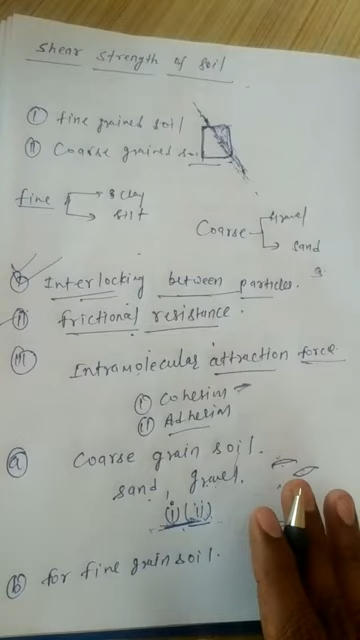 Shear strength of soil
(i) fine grained soil
(ii) Coarse grained soil
fine → clay
→ silt
Coarse gravel
→ sand
(i) Interlocking between particles.
(ii) frictional resistance.
(iii) Intramolecular attraction force
(i) Cohesim
(ii) Adhesim
(a) Coarse grain soil.
sand, gravel.
(i) (ii)
(b) for fine grain soil.